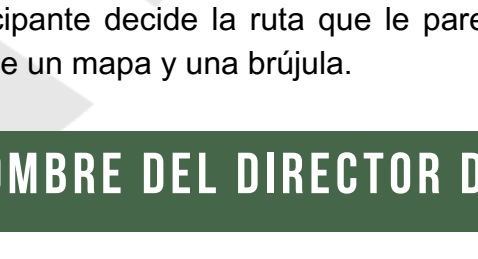 cipante decide la ruta que le pare
e un mapa y una brújula.
OMBRE DEL DIRECTOR D